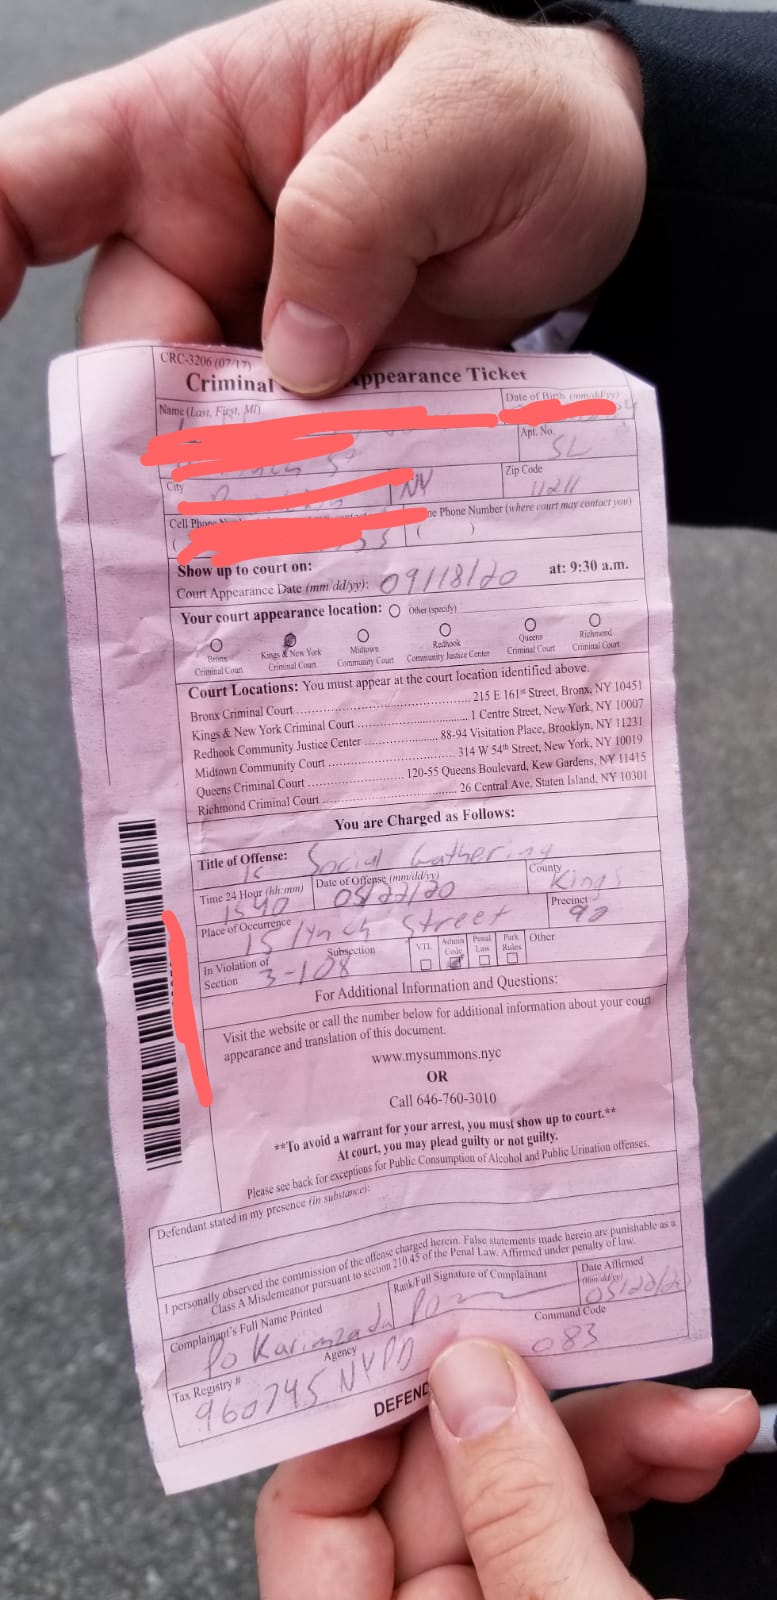 CRC-3206 (07/17)
Criminal ppearance Ticket
Name (Last, First, MI)
Date of Birth (mm/dd/yy)
Apt. No.
SL
City
NY
Zip Code
11211
Cell Phone
ne Phone Number (where court may contact you)
( ( )
Show up to court on:
Court Appearance Date (mm/dd/yy): 09/18/20 at: 9:30 a.m.
Your court appearance location: Other (specify)
Bronx Criminal Court
Kings & New York Criminal Court
Midtown Community Court
Redhook Community Justice Center
Queens Criminal Court
Richmond Criminal Court
Court Locations: You must appear at the court location identified above.
Bronx Criminal Court 215 E 161st Street, Bronx, NY 10451
Kings & New York Criminal Court 1 Centre Street, New York, NY 10007
Redhook Community Justice Center 88-94 Visitation Place, Brooklyn, NY 11231
Midtown Community Court 314 W 54th Street, New York, NY 10019
Queens Criminal Court 120-55 Queens Boulevard, Kew Gardens, NY 11415
Richmond Criminal Court 26 Central Ave, Staten Island, NY 10301
You are Charged as Follows:
Title of Offense: Social Gathering
Time 24 Hour (hh:mm) 1540
Date of Offense (mm/dd/yy) 05/22/20
County Kings
Place of Occurrence 15 lynch Street
Precinct 90
In Violation of Section 3-108 Subsection
VTL Admin Code Penal Law Park Rules Other
For Additional Information and Questions:
Visit the website or call the number below for additional information about your court
appearance and translation of this document.
www.mysummons.nyc
OR
Call 646-760-3010
**To avoid a warrant for your arrest, you must show up to court.**
At court, you may plead guilty or not guilty.
Please see back for exceptions for Public Consumption of Alcohol and Public Urination offenses.
Defendant stated in my presence (in substance):
I personally observed the commission of the offense charged herein. False statements made herein are punishable as a
Class A Misdemeanor pursuant to section 210.45 of the Penal Law. Affirmed under penalty of law.
Complainant's Full Name Printed
Po Karimzada
Rank/Full Signature of Complainant
Date Affirmed (mm/dd/yy)
05/22/20
Tax Registry #
960745
Agency
NYPD
Command Code
083
DEFEND